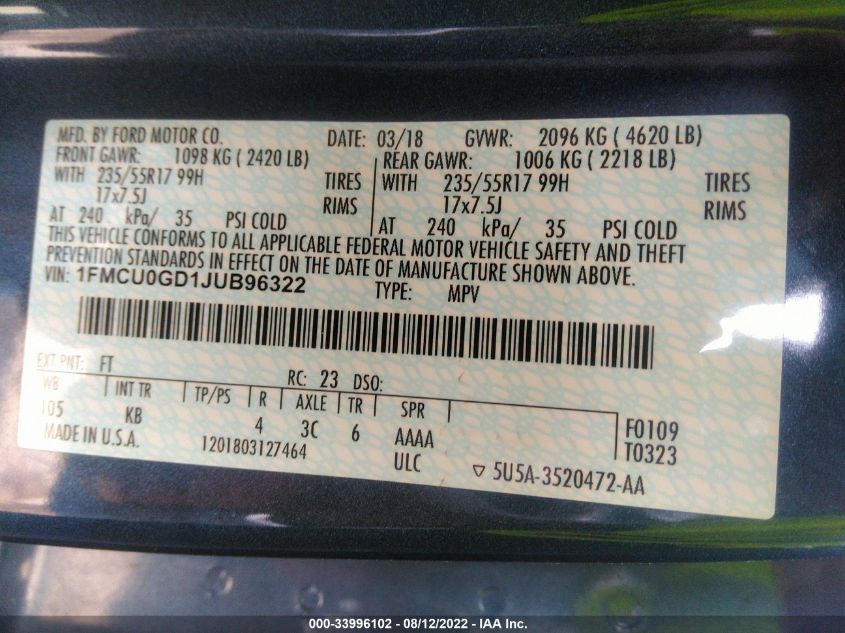 MFD. BY FORD MOTOR CO. DATE: 03/18 GVWR: 2096 KG ( 4620 LB)
FRONT GAWR: 1098 KG ( 2420 LB) REAR GAWR: 1006 KG ( 2218 LB)
WITH 235/55R17 99H TIRES WITH 235/55R17 99H TIRES
17x7.5J RIMS 17x7.5J RIMS
AT 240 kPa/ 35 PSI COLD AT 240 kPa/ 35 PSI COLD
THIS VEHICLE CONFORMS TO ALL APPLICABLE FEDERAL MOTOR VEHICLE SAFETY AND THEFT
PREVENTION STANDARDS IN EFFECT ON THE DATE OF MANUFACTURE SHOWN ABOVE.
VIN: 1FMCU0GD1JUB96322 TYPE: MPV
EXT PNT: FT RC: 23 DSO:
WB INT TR TP/PS R AXLE TR SPR
105 KB 4 3C 6 AAAA F0109
MADE IN U.S.A. 1201803127464 ULC T0323
▽ 5U5A-3520472-AA
000-33996102 - 08/12/2022 - IAA Inc.